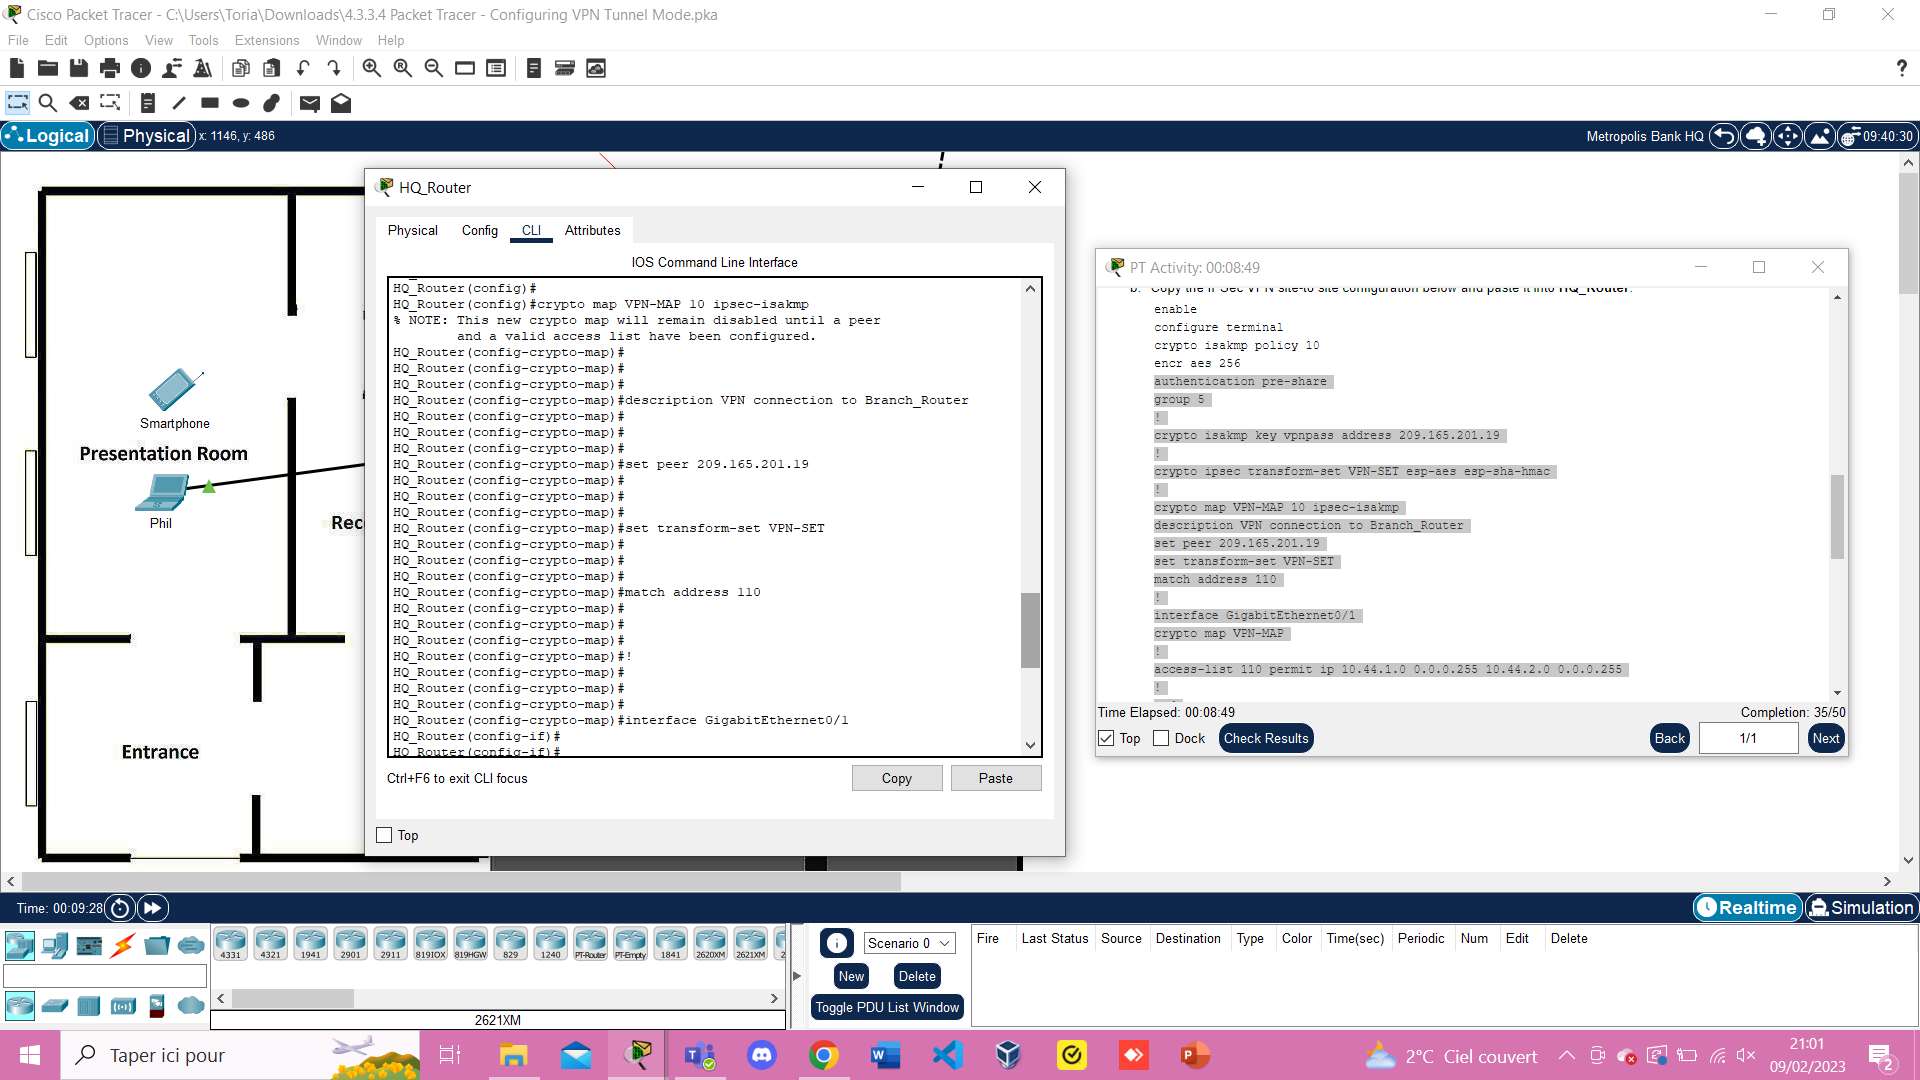 Cisco Packet Tracer - C:\Users\Toria\Downloads\4.3.3.4 Packet Tracer - Configuring VPN Tunnel Mode.pka
File Edit Options View Tools Extensions Window Help
?
Logical Physical x: 1146, y: 486
Metropolis Bank HQ 09:40:30
Smartphone
Presentation Room
Phil
Rec
Entrance
HQ_Router
Physical Config CLI Attributes
IOS Command Line Interface
HQ_Router(config)#
HQ_Router(config)#crypto map VPN-MAP 10 ipsec-isakmp
% NOTE: This new crypto map will remain disabled until a peer
and a valid access list have been configured.
HQ_Router(config-crypto-map)#
HQ_Router(config-crypto-map)#
HQ_Router(config-crypto-map)#
HQ_Router(config-crypto-map)#description VPN connection to Branch_Router
HQ_Router(config-crypto-map)#
HQ_Router(config-crypto-map)#
HQ_Router(config-crypto-map)#
HQ_Router(config-crypto-map)#set peer 209.165.201.19
HQ_Router(config-crypto-map)#
HQ_Router(config-crypto-map)#
HQ_Router(config-crypto-map)#
HQ_Router(config-crypto-map)#set transform-set VPN-SET
HQ_Router(config-crypto-map)#
HQ_Router(config-crypto-map)#
HQ_Router(config-crypto-map)#
HQ_Router(config-crypto-map)#match address 110
HQ_Router(config-crypto-map)#
HQ_Router(config-crypto-map)#
HQ_Router(config-crypto-map)#
HQ_Router(config-crypto-map)#!
HQ_Router(config-crypto-map)#
HQ_Router(config-crypto-map)#
HQ_Router(config-crypto-map)#
HQ_Router(config-crypto-map)#interface GigabitEthernet0/1
HQ_Router(config-if)#
HQ_Router(config-if)#
Ctrl+F6 to exit CLI focus
Copy
Paste
Top
PT Activity: 00:08:49
b. Copy the IPSec VPN site-to site configuration below and paste it into HQ_Router.
enable
configure terminal
crypto isakmp policy 10
encr aes 256
authentication pre-share
group 5
!
crypto isakmp key vpnpass address 209.165.201.19
!
crypto ipsec transform-set VPN-SET esp-aes esp-sha-hmac
!
crypto map VPN-MAP 10 ipsec-isakmp
description VPN connection to Branch_Router
set peer 209.165.201.19
set transform-set VPN-SET
match address 110
!
interface GigabitEthernet0/1
crypto map VPN-MAP
!
access-list 110 permit ip 10.44.1.0 0.0.0.255 10.44.2.0 0.0.0.255
!
Time Elapsed: 00:08:49
Completion: 35/50
Top Dock Check Results Back 1/1 Next
Time: 00:09:28
Realtime Simulation
4331 4321 1941 2901 2911 819IOX 819HGW 829 1240 PT-Router PT-Empty 1841 2620XM 2621XM 2
2621XM
Scenario 0
New Delete
Toggle PDU List Window
Fire Last Status Source Destination Type Color Time(sec) Periodic Num Edit Delete
Taper ici pour
2°C Ciel couvert
21:01
09/02/2023
2